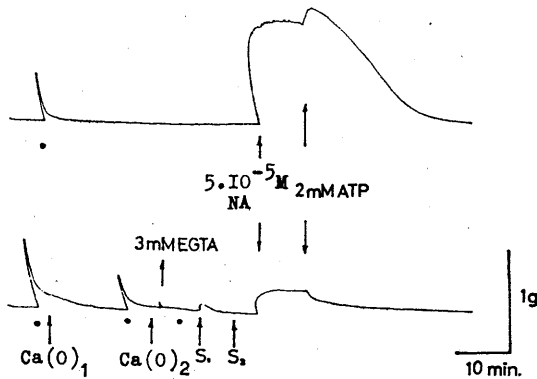 5.10⁻⁵M
NA
2mMATP
3mMEGTA
1g
10 min.
Ca(0)₁
Ca(0)₂
S₁
S₂